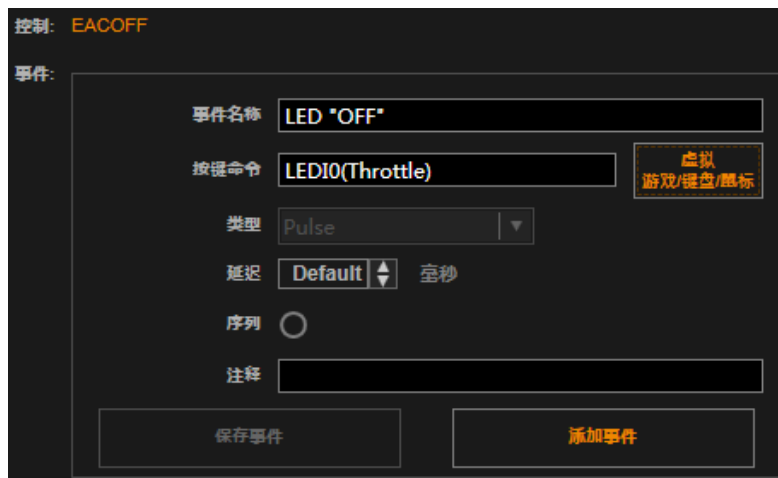 控制: EACOFF
事件:
事件名称 LED "OFF"
按键命令 LEDI0(Throttle) 虚拟
游戏/键盘/鼠标
类型 Pulse
延迟 Default 毫秒
序列
注释
保存事件 添加事件